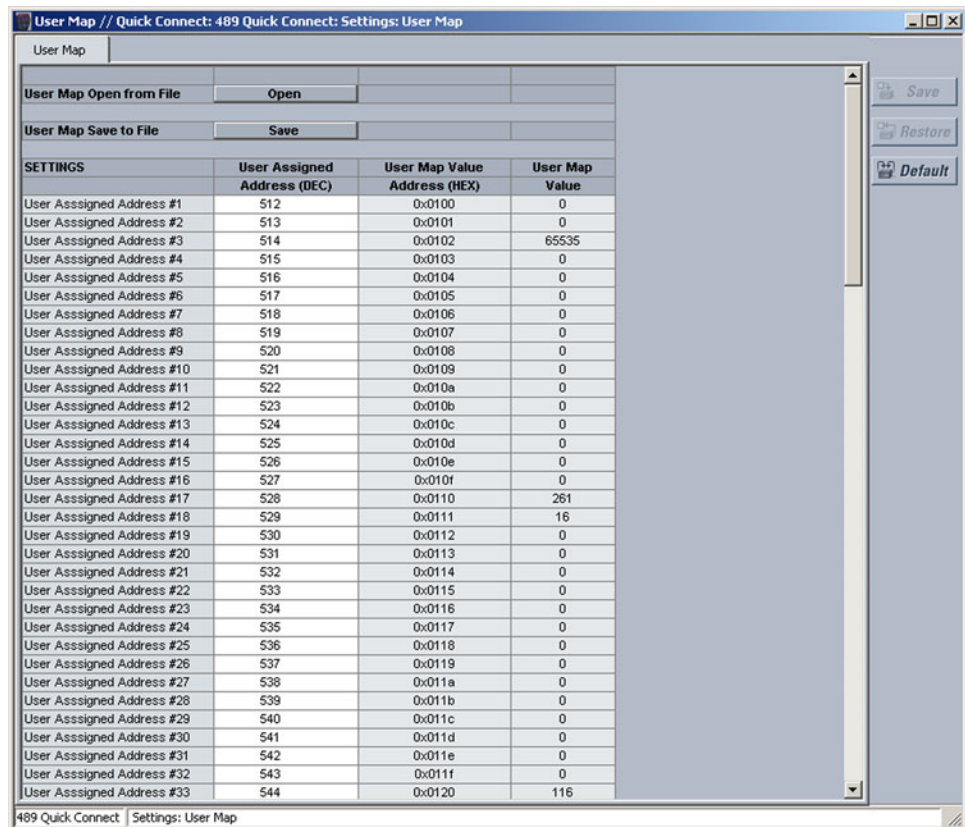 User Map // Quick Connect: 489 Quick Connect: Settings: User Map
User Map
User Map Open from File Open
Save
User Map Save to File Save
Restore
SETTINGS User Assigned User Map Value User Map
Address (DEC) Address (HEX) Value
Default
User Asssigned Address #1 512 0x0100 0
User Asssigned Address #2 513 0x0101 0
User Asssigned Address #3 514 0x0102 65535
User Asssigned Address #4 515 0x0103 0
User Asssigned Address #5 516 0x0104 0
User Asssigned Address #6 517 0x0105 0
User Asssigned Address #7 518 0x0106 0
User Asssigned Address #8 519 0x0107 0
User Asssigned Address #9 520 0x0108 0
User Asssigned Address #10 521 0x0109 0
User Asssigned Address #11 522 0x010a 0
User Asssigned Address #12 523 0x010b 0
User Asssigned Address #13 524 0x010c 0
User Asssigned Address #14 525 0x010d 0
User Asssigned Address #15 526 0x010e 0
User Asssigned Address #16 527 0x010f 0
User Asssigned Address #17 528 0x0110 261
User Asssigned Address #18 529 0x0111 16
User Asssigned Address #19 530 0x0112 0
User Asssigned Address #20 531 0x0113 0
User Asssigned Address #21 532 0x0114 0
User Asssigned Address #22 533 0x0115 0
User Asssigned Address #23 534 0x0116 0
User Asssigned Address #24 535 0x0117 0
User Asssigned Address #25 536 0x0118 0
User Asssigned Address #26 537 0x0119 0
User Asssigned Address #27 538 0x011a 0
User Asssigned Address #28 539 0x011b 0
User Asssigned Address #29 540 0x011c 0
User Asssigned Address #30 541 0x011d 0
User Asssigned Address #31 542 0x011e 0
User Asssigned Address #32 543 0x011f 0
User Asssigned Address #33 544 0x0120 116
489 Quick Connect Settings: User Map